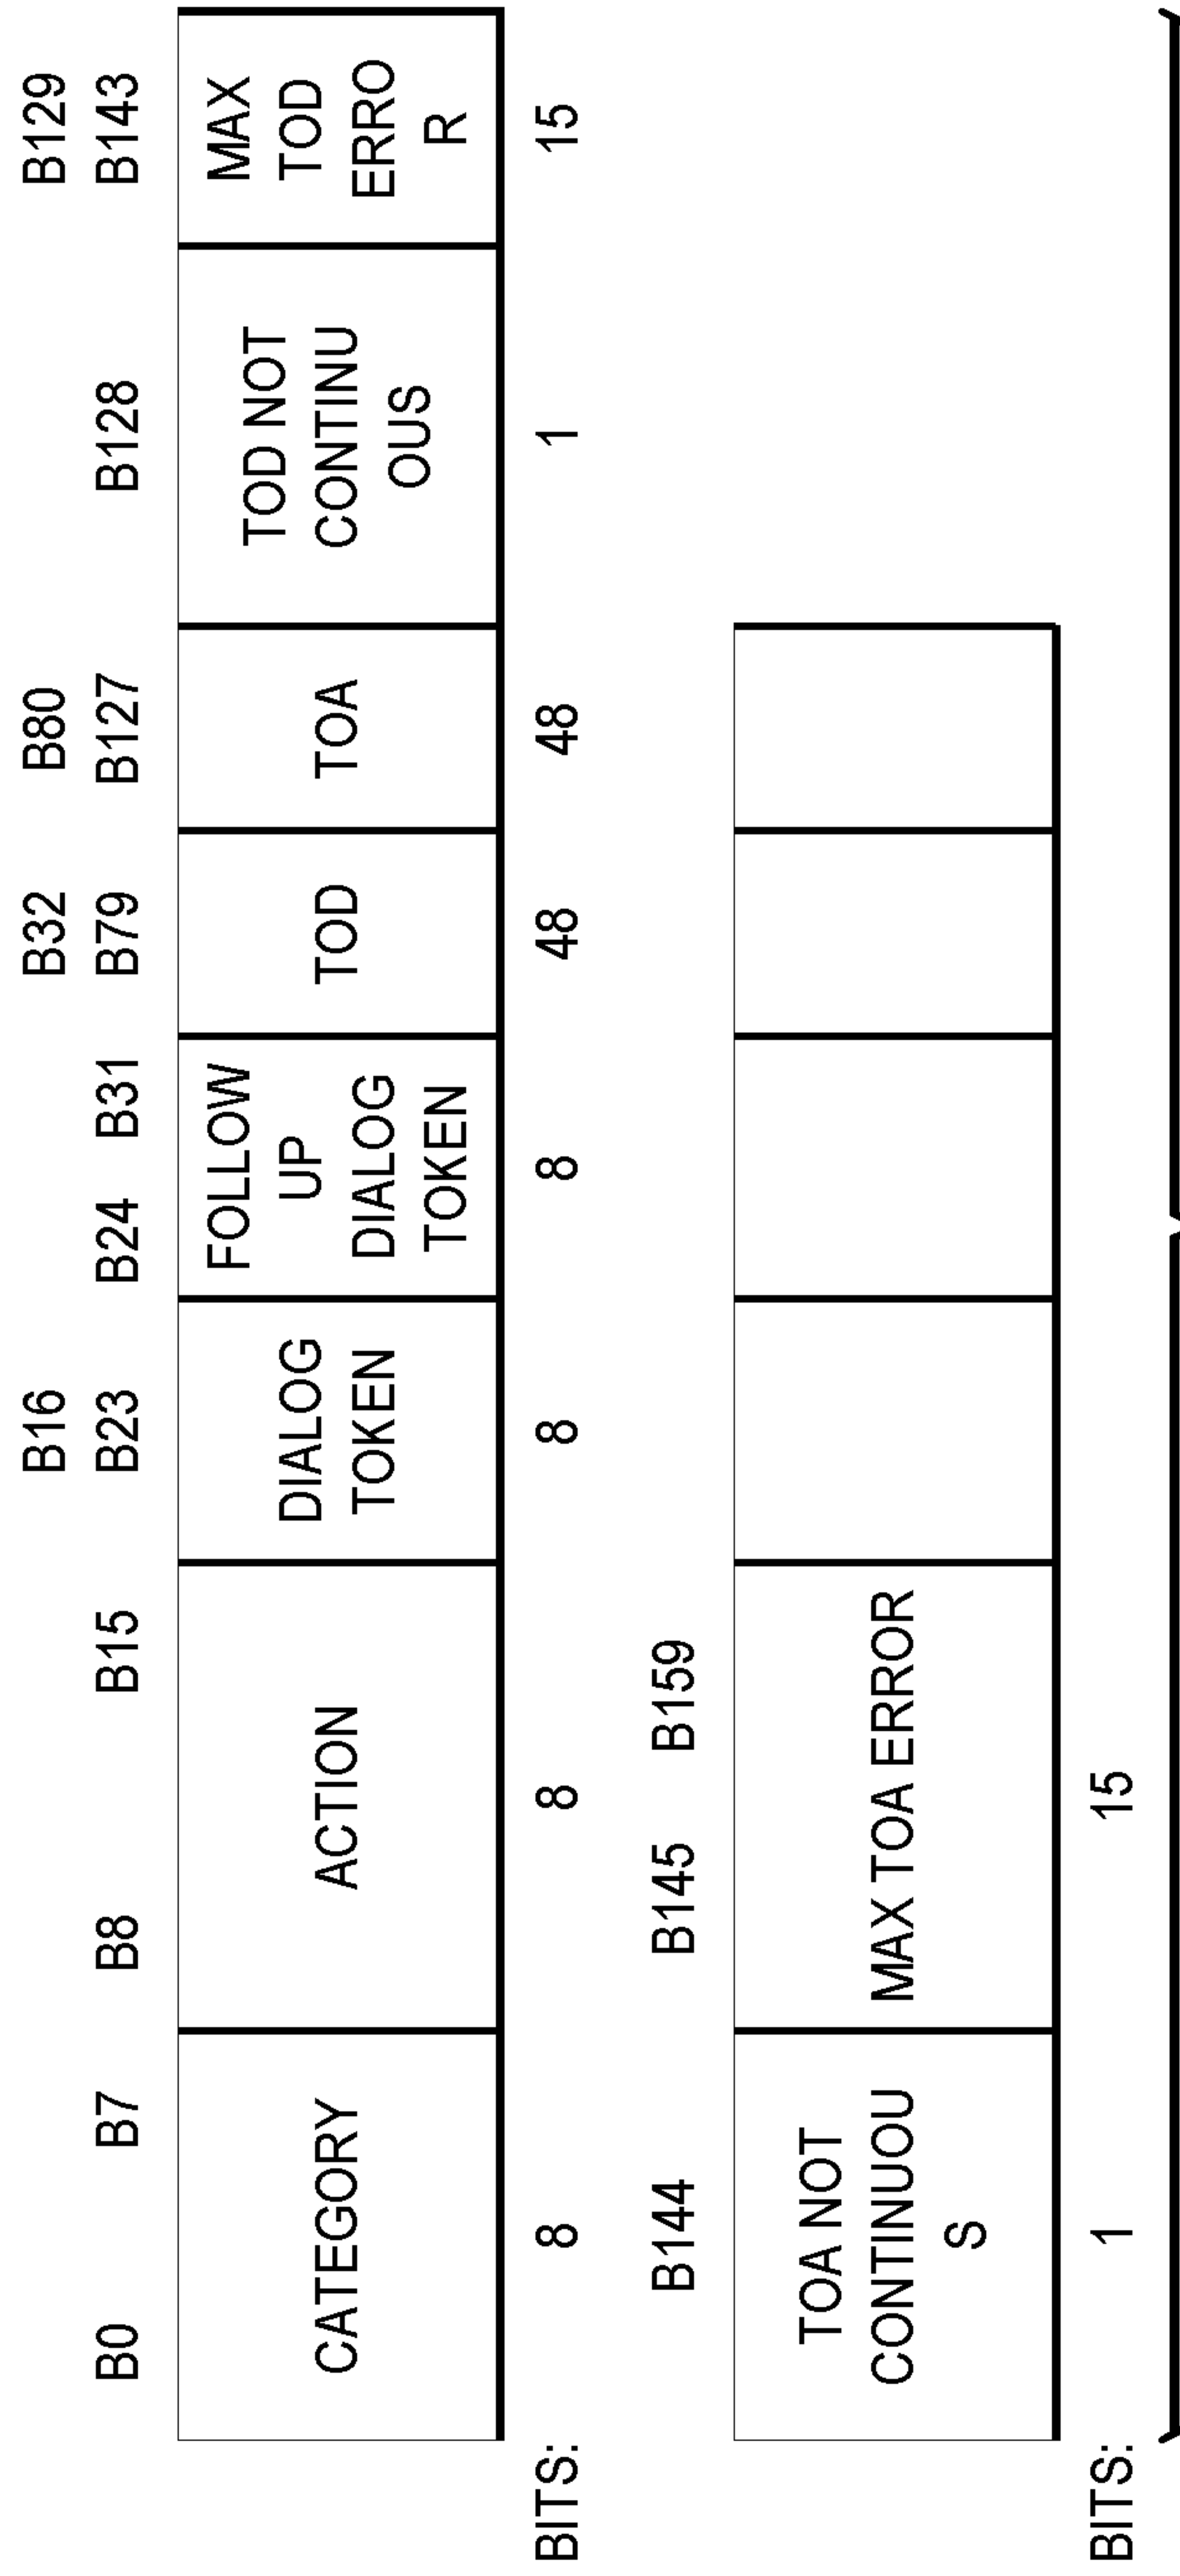 B0 B7 B8 B15 B16 B24 B31 B32 B80 B128 B129
B23 B79 B127 B143
CATEGORY
ACTION
DIALOG
TOKEN
FOLLOW
UP
DIALOG
TOKEN
TOD
TOA
TOD NOT
CONTINU
OUS
MAX
TOD
ERRO
R
BITS: 8 8 8 8 48 48 1 15
B144 B145 B159
TOA NOT
CONTINUOU
S
MAX TOA ERROR
BITS: 1 15